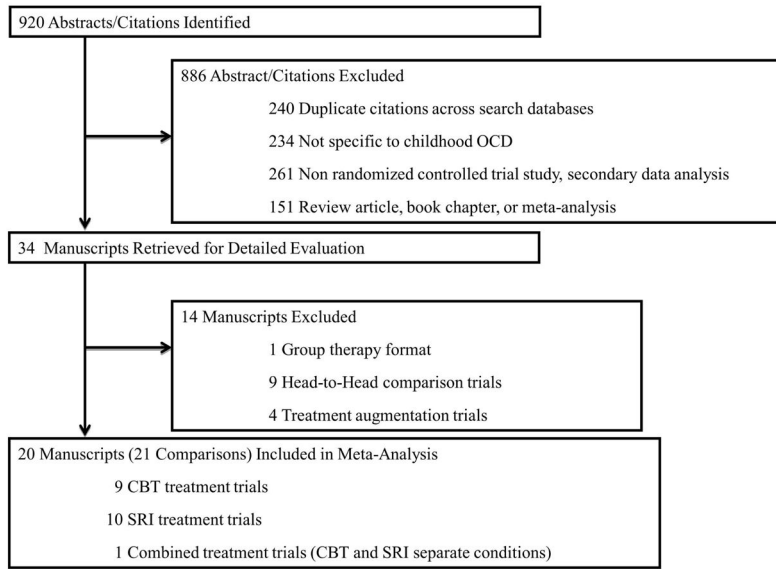 920 Abstracts/Citations Identified
886 Abstract/Citations Excluded
240 Duplicate citations across search databases
234 Not specific to childhood OCD
261 Non randomized controlled trial study, secondary data analysis
151 Review article, book chapter, or meta-analysis
34 Manuscripts Retrieved for Detailed Evaluation
14 Manuscripts Excluded
1 Group therapy format
9 Head-to-Head comparison trials
4 Treatment augmentation trials
20 Manuscripts (21 Comparisons) Included in Meta-Analysis
9 CBT treatment trials
10 SRI treatment trials
1 Combined treatment trials (CBT and SRI separate conditions)